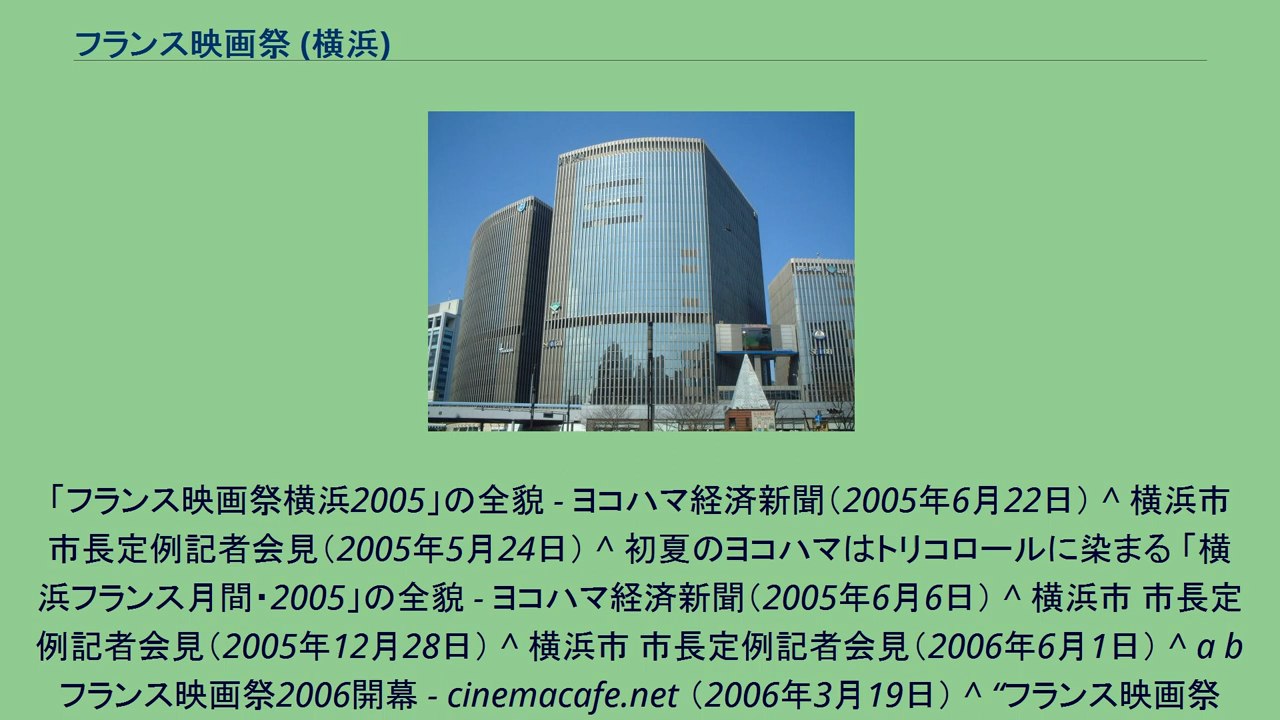 フランス映画祭 (横浜)
「フランス映画祭横浜2005」の全貌 - ヨコハマ経済新聞（2005年6月22日） ^ 横浜市
市長定例記者会見（2005年5月24日） ^ 初夏のヨコハマはトリコロールに染まる 「横
浜フランス月間・2005」の全貌 - ヨコハマ経済新聞（2005年6月6日） ^ 横浜市 市長定
例記者会見（2005年12月28日） ^ 横浜市 市長定例記者会見（2006年6月1日） ^ a b
フランス映画祭2006開幕 - cinemacafe.net （2006年3月19日） ^ “フランス映画祭